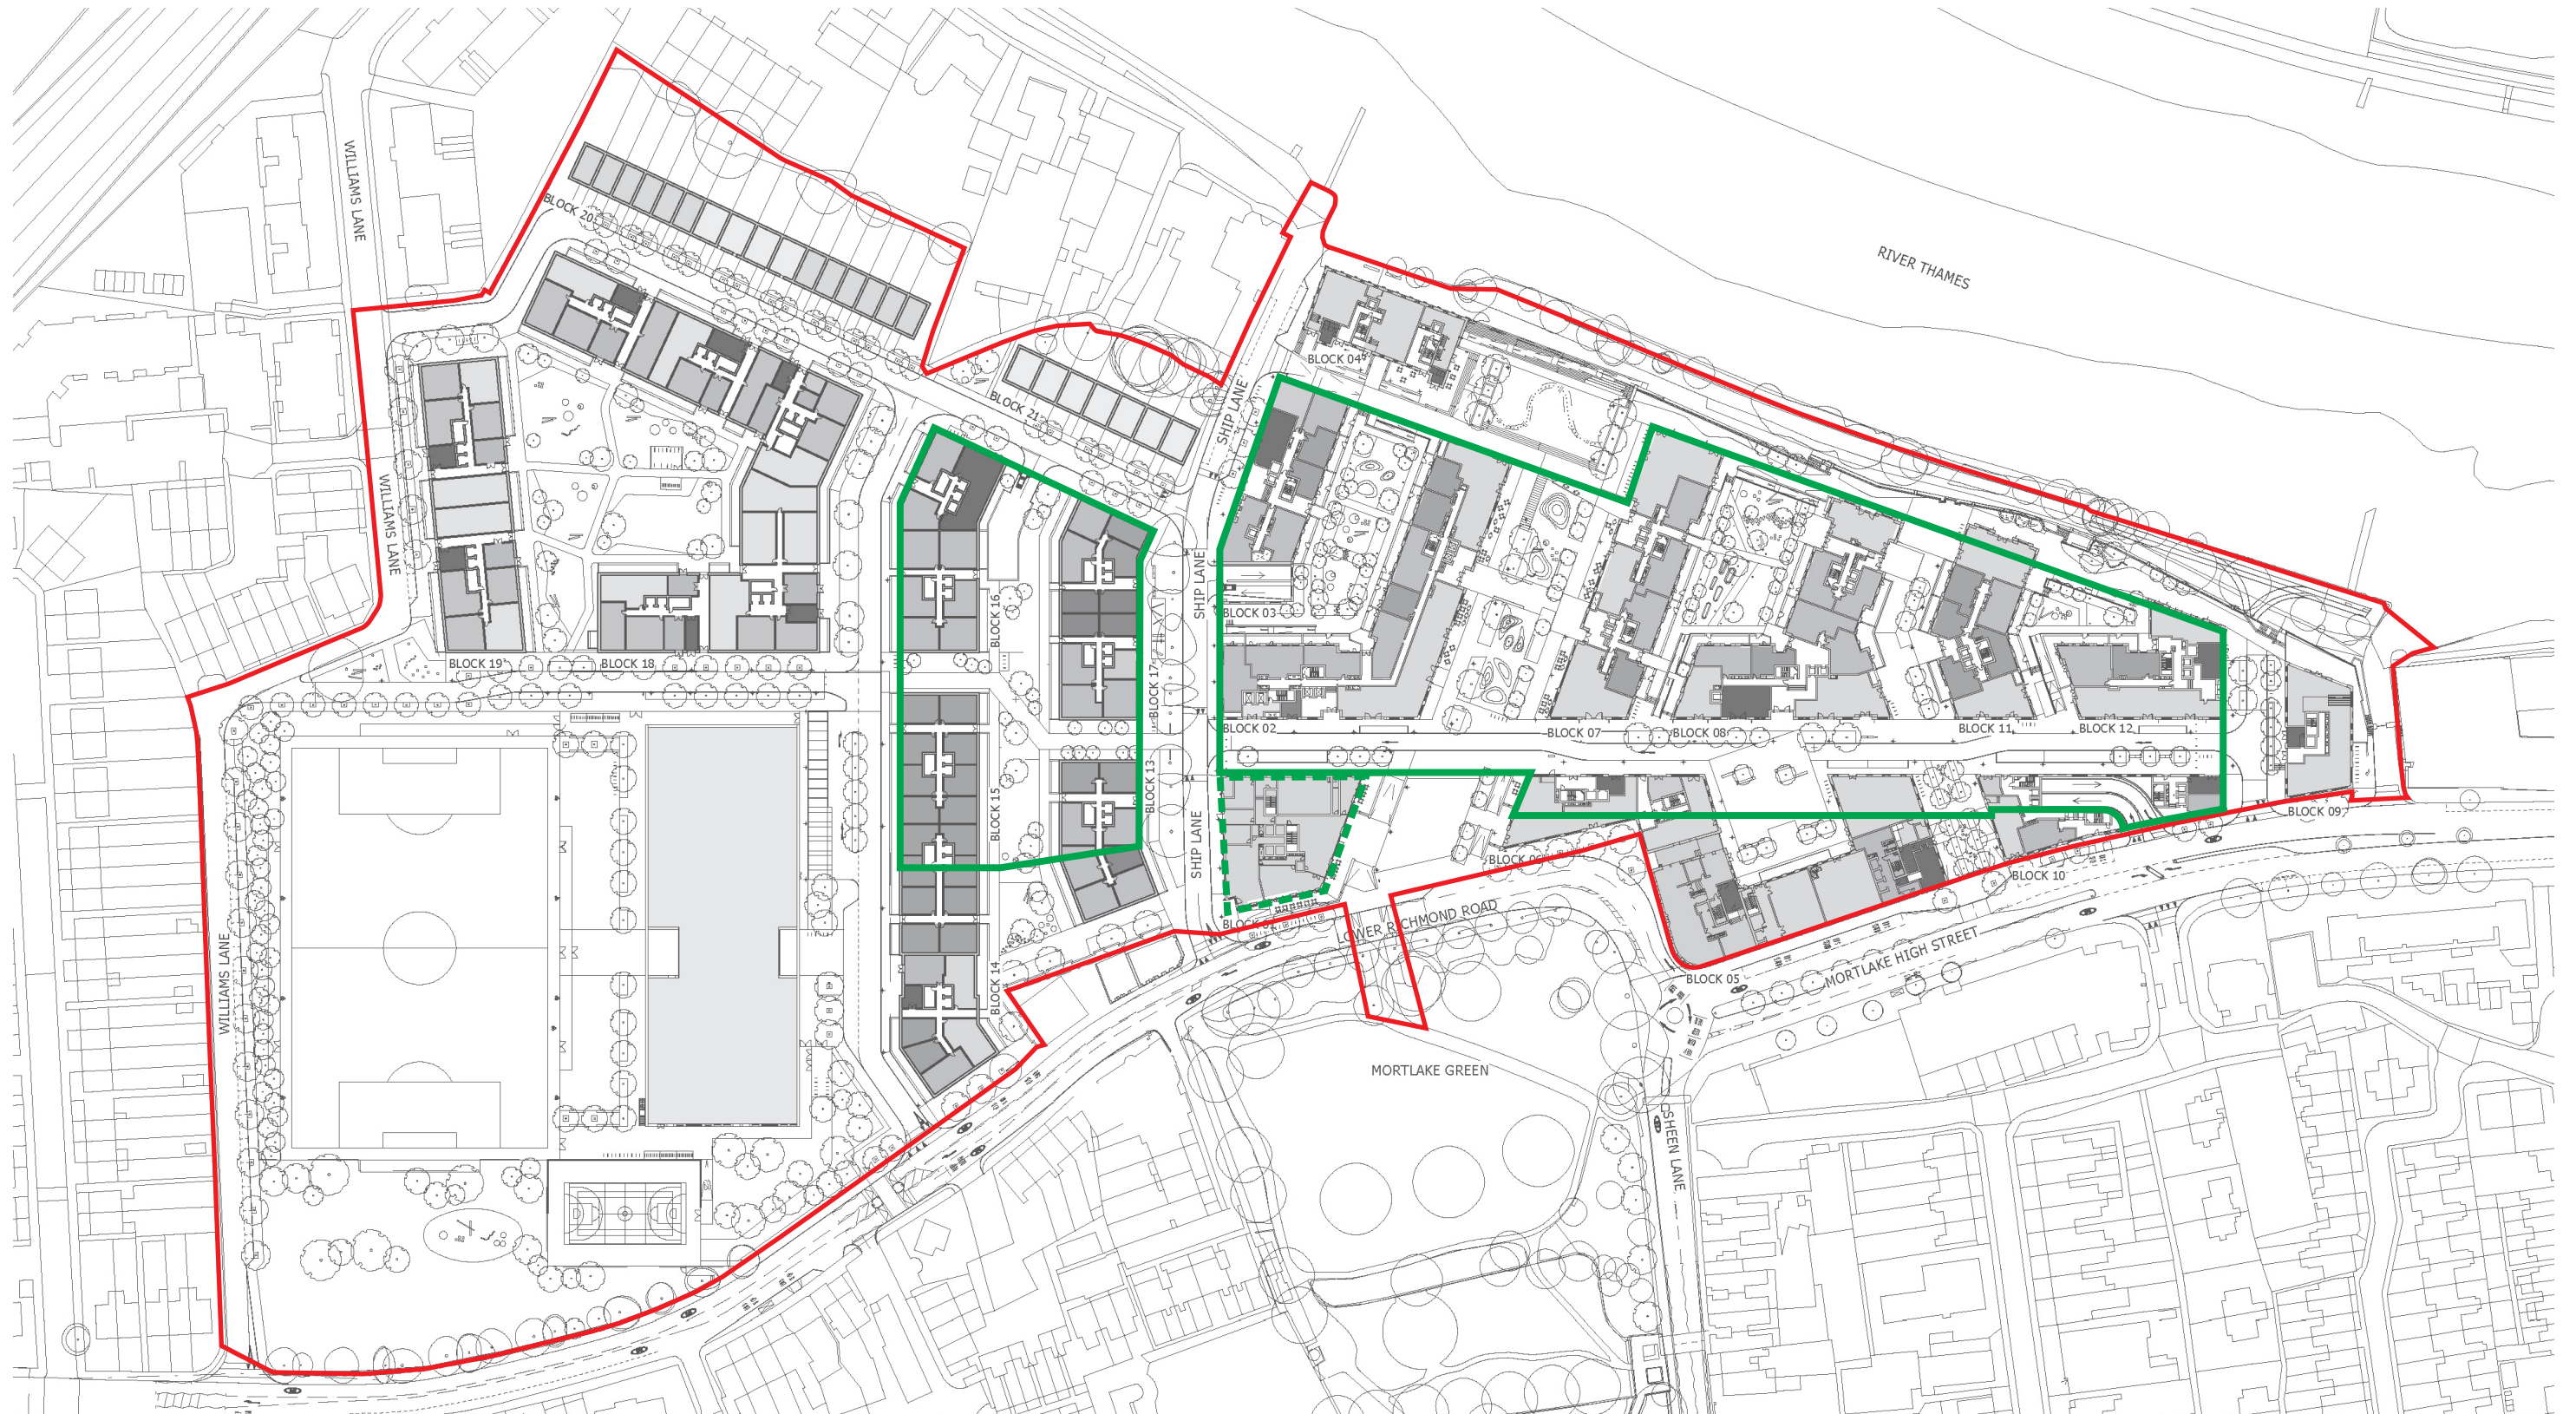 WILLIAMS LANE
RIVER THAMES
BLOCK 20
BLOCK 04
BLOCK 21
SHIP LANE
WILLIAMS LANE
SHIP LANE
BLOCK 03
BLOCK 16
BLOCK 19
BLOCK 18
BLOCK 17
BLOCK 02
BLOCK 07
BLOCK 08
BLOCK 11
BLOCK 12
BLOCK 13
BLOCK 15
SHIP LANE
BLOCK 09
BLOCK 06
BLOCK 10
LOWER RICHMOND ROAD
WILLIAMS LANE
BLOCK 14
BLOCK 05
MORTLAKE HIGH STREET
MORTLAKE GREEN
SHEEN LANE